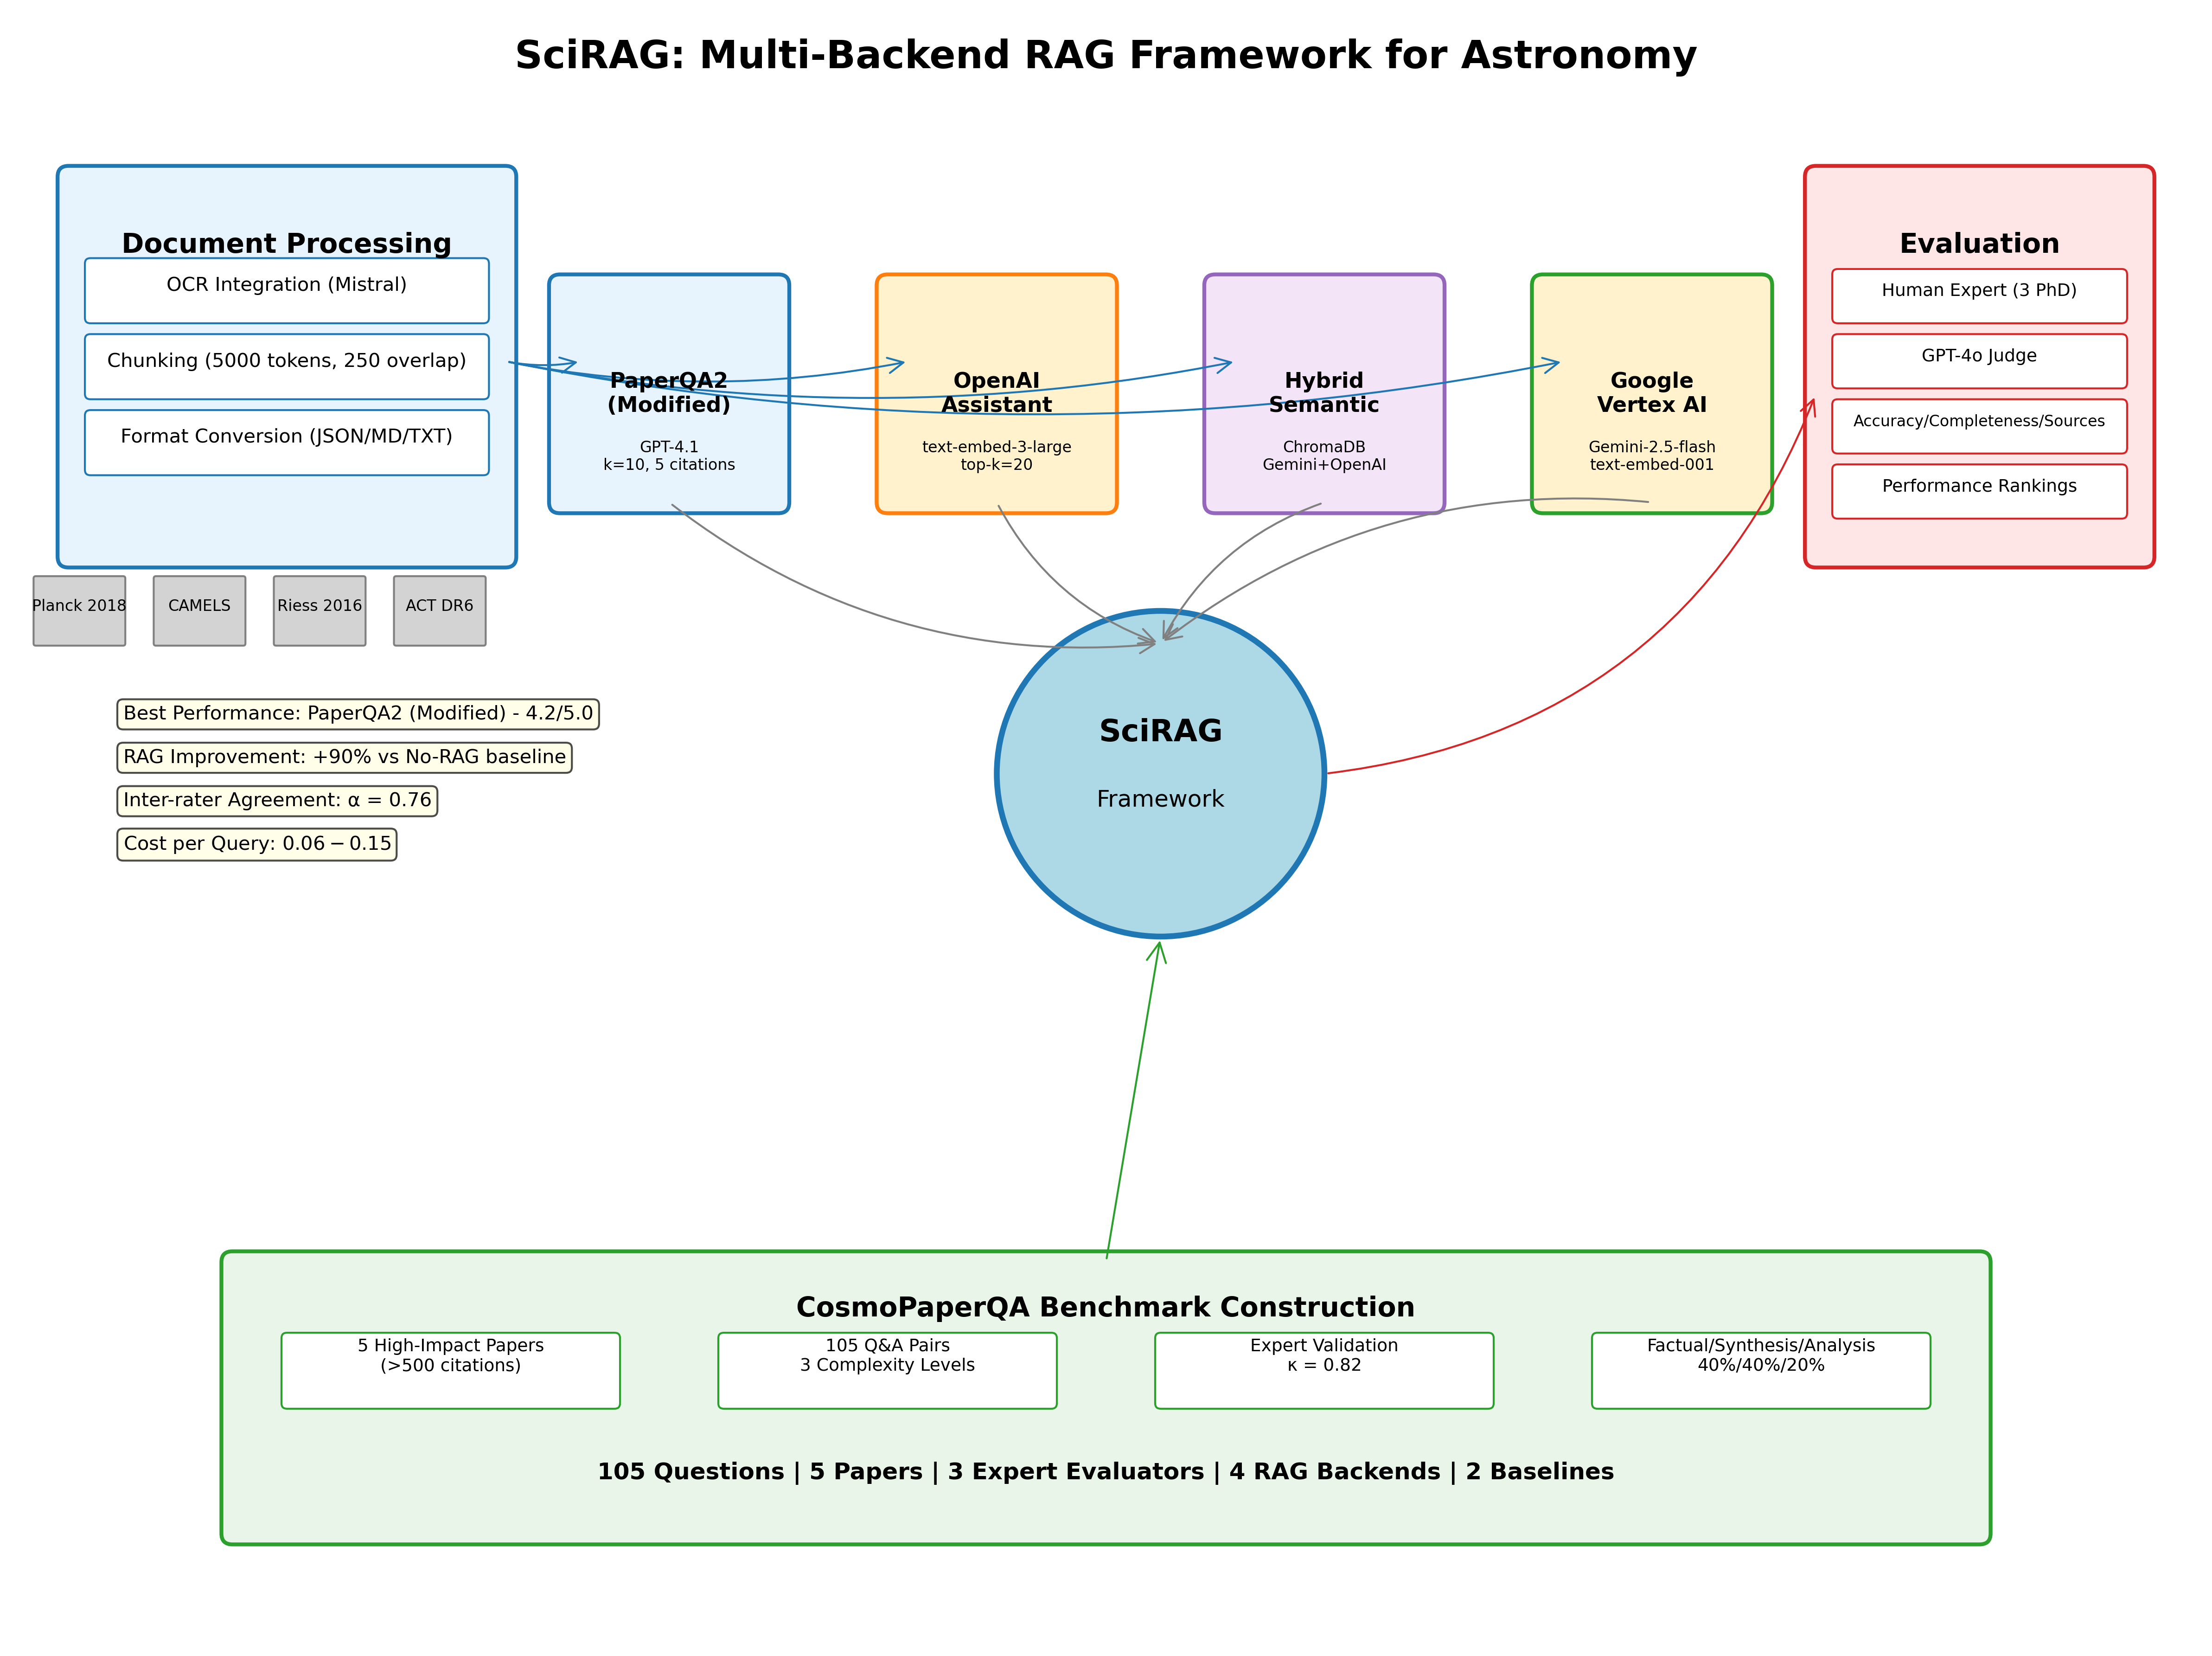 SciRAG: Multi-Backend RAG Framework for Astronomy
Document Processing
OCR Integration (Mistral)
Chunking (5000 tokens, 250 overlap)
Format Conversion (JSON/MD/TXT)
PaperQA2
(Modified)
GPT-4.1
k=10, 5 citations
OpenAI
Assistant
text-embed-3-large
top-k=20
Hybrid
Semantic
ChromaDB
Gemini+OpenAI
Google
Vertex AI
Gemini-2.5-flash
text-embed-001
Evaluation
Human Expert (3 PhD)
GPT-4o Judge
Accuracy/Completeness/Sources
Performance Rankings
Planck 2018
CAMELS
Riess 2016
ACT DR6
Best Performance: PaperQA2 (Modified) - 4.2/5.0
RAG Improvement: +90% vs No-RAG baseline
Inter-rater Agreement: α = 0.76
Cost per Query: 0.06 − 0.15
SciRAG
Framework
CosmoPaperQA Benchmark Construction
5 High-Impact Papers
(>500 citations)
105 Q&A Pairs
3 Complexity Levels
Expert Validation
κ = 0.82
Factual/Synthesis/Analysis
40%/40%/20%
105 Questions | 5 Papers | 3 Expert Evaluators | 4 RAG Backends | 2 Baselines